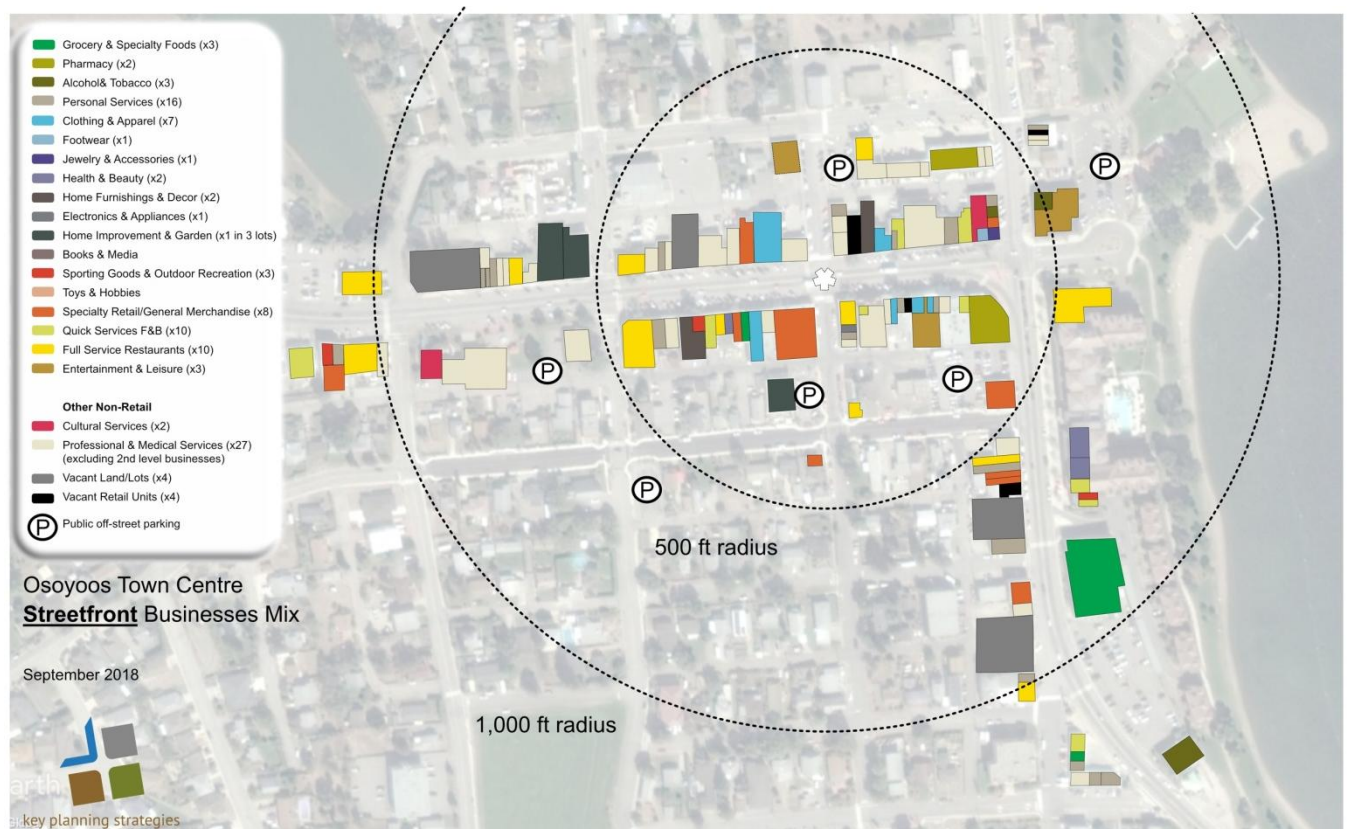 Grocery & Specialty Foods (x3)
Pharmacy (x2)
Alcohol& Tobacco (x3)
Personal Services (x16)
Clothing & Apparel (x7)
Footwear (x1)
Jewelry & Accessories (x1)
Health & Beauty (x2)
Home Furnishings & Decor (x2)
Electronics & Appliances (x1)
Home Improvement & Garden (x1 in 3 lots)
Books & Media
Sporting Goods & Outdoor Recreation (x3)
Toys & Hobbies
Specialty Retail/General Merchandise (x8)
Quick Services F&B (x10)
Full Service Restaurants (x10)
Entertainment & Leisure (x3)
Other Non-Retail
Cultural Services (x2)
Professional & Medical Services (x27)
(excluding 2nd level businesses)
Vacant Land/Lots (x4)
Vacant Retail Units (x4)
P Public off-street parking
Osoyoos Town Centre
Streetfront Businesses Mix
September 2018
key planning strategies
P
P
P
P
P
P
500 ft radius
1,000 ft radius